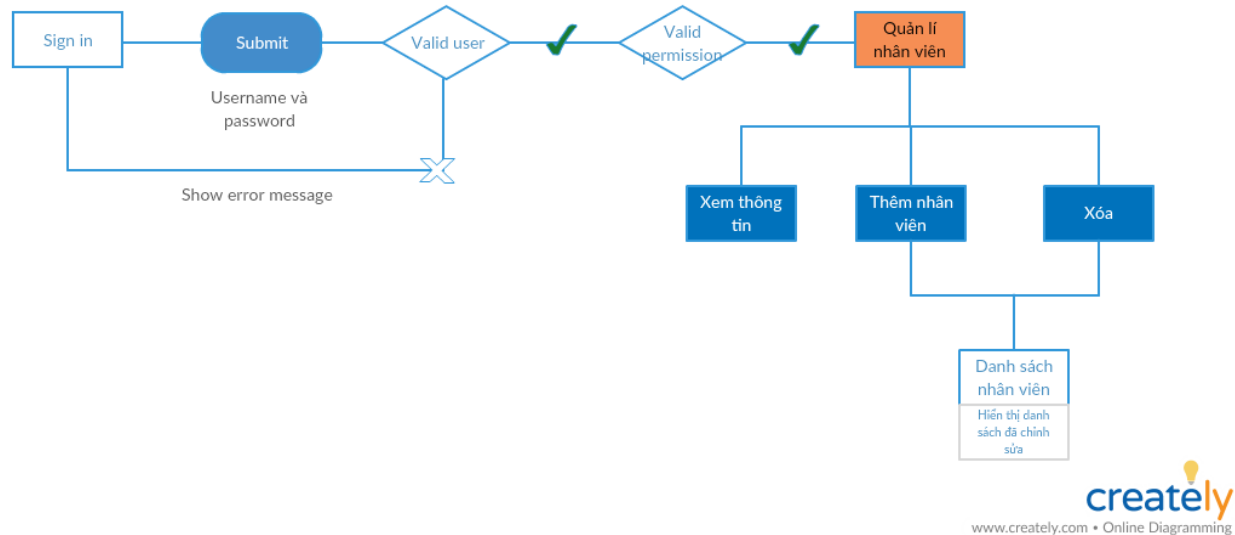 Sign in
Submit
Valid user
Valid
permission
Quản lí
nhân viên
Username và
password
Show error message
Xem thông
tin
Thêm nhân
viên
Xóa
Danh sách
nhân viên
Hiển thị danh
sách đã chỉnh
sửa
creately
www.creately.com • Online Diagramming